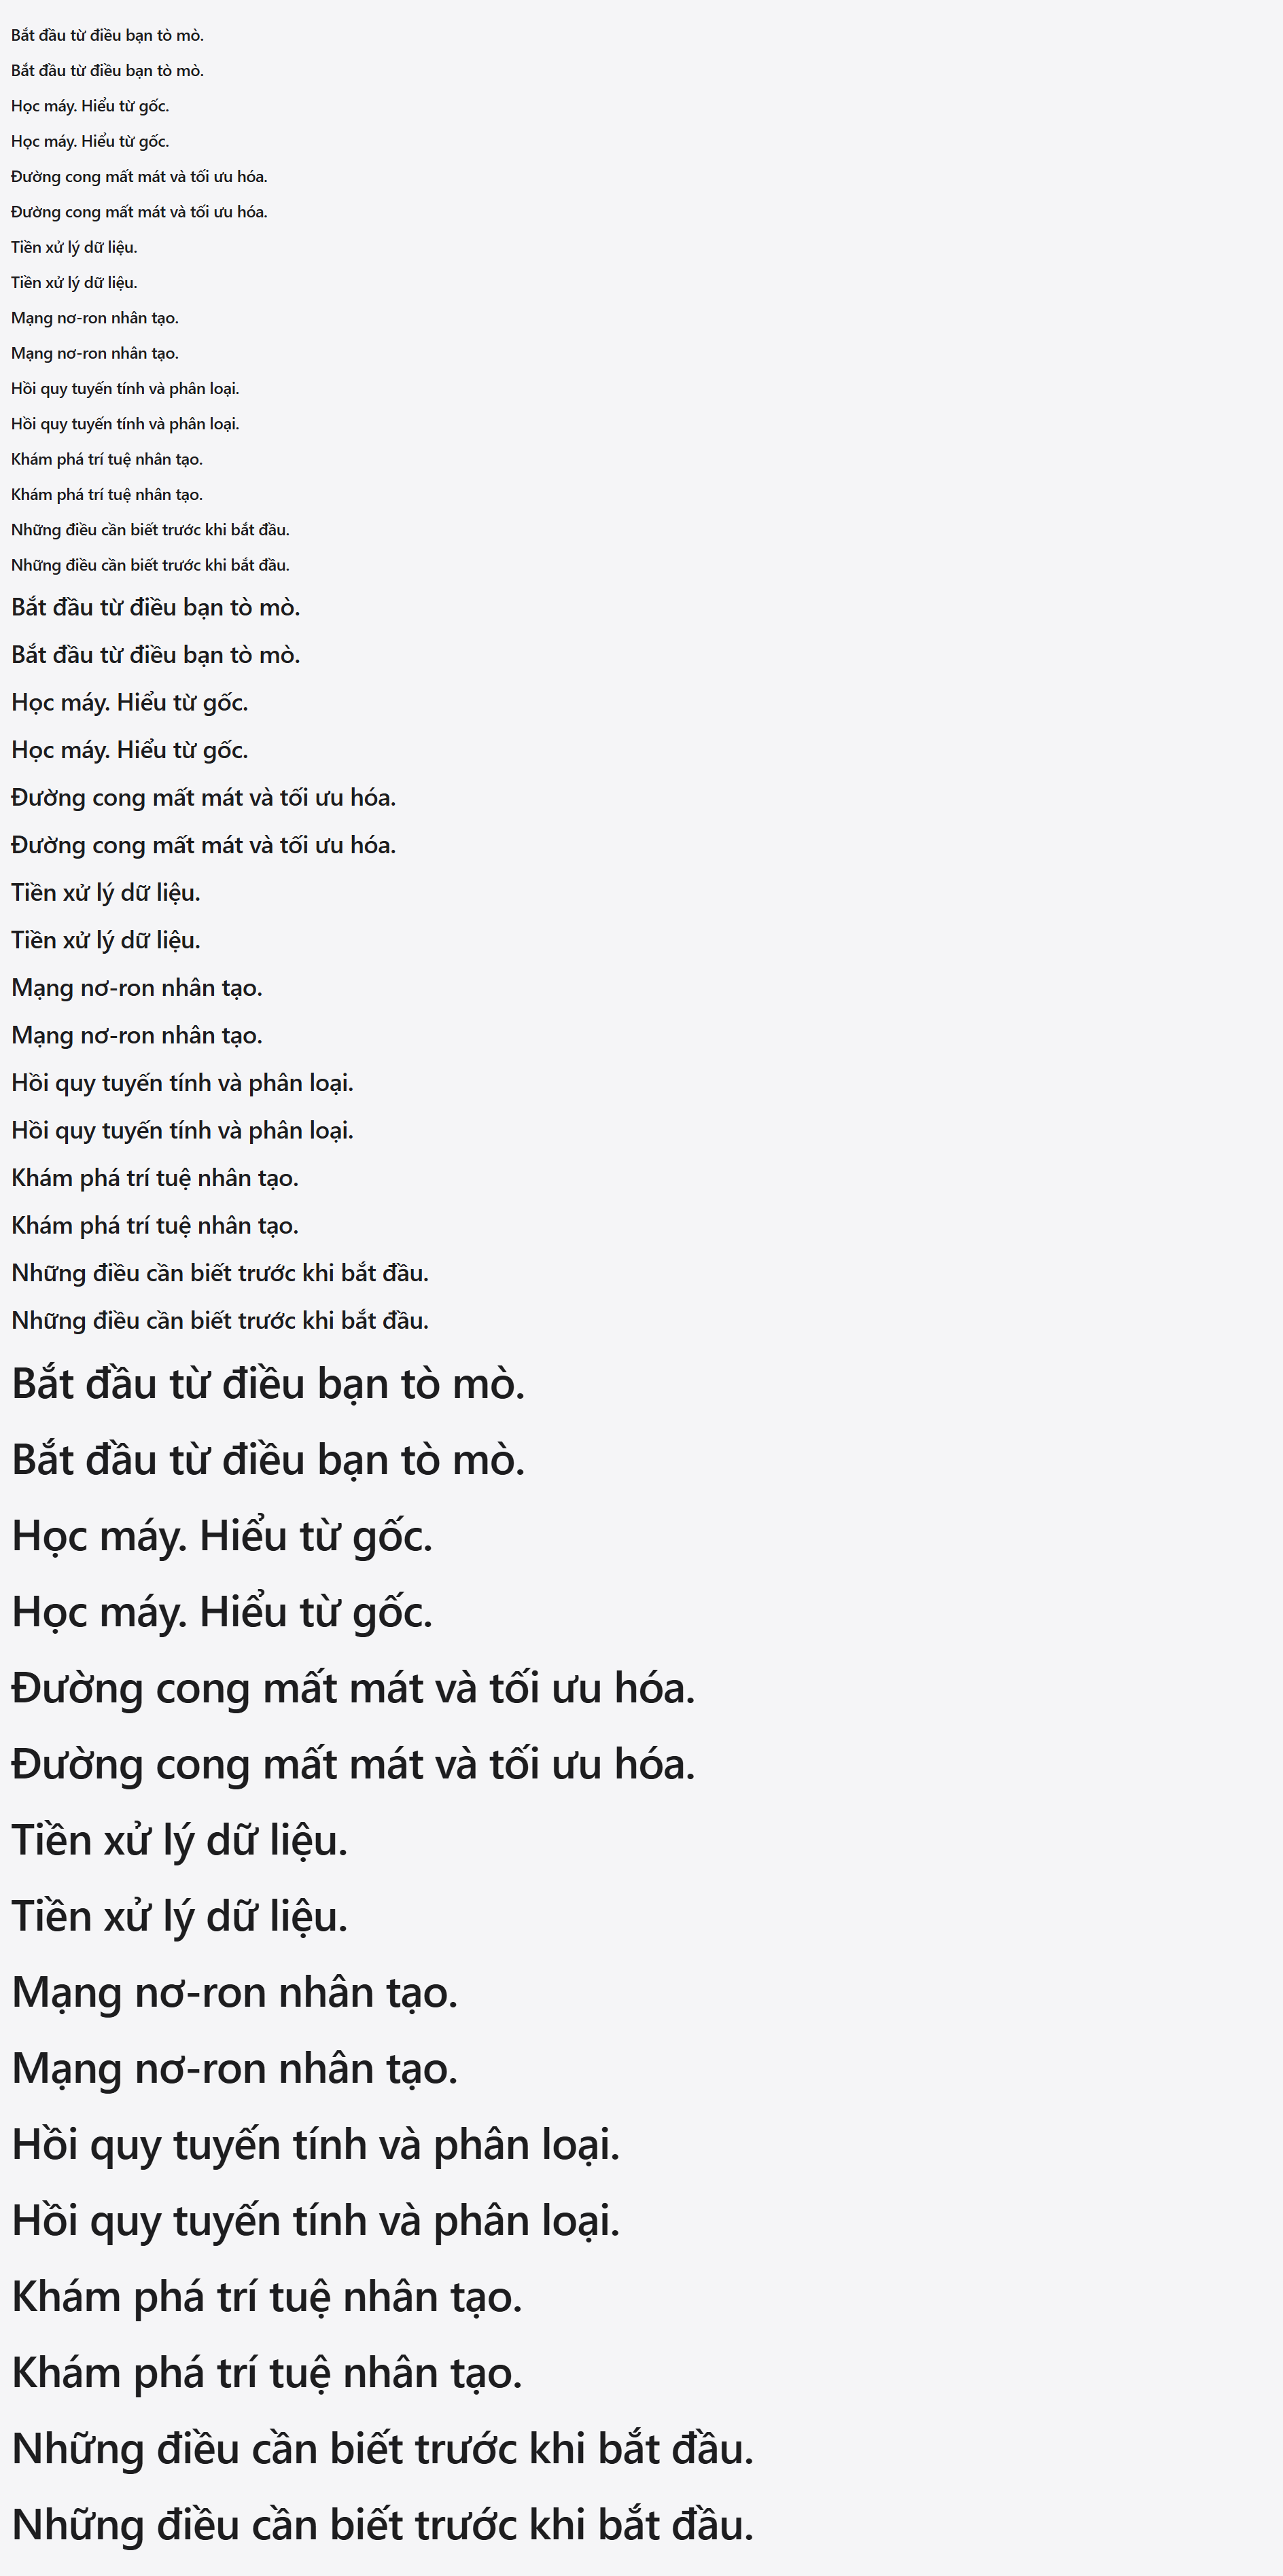 Bắt đầu từ điều bạn tò mò.
Bắt đầu từ điều bạn tò mò.
Học máy. Hiểu từ gốc.
Học máy. Hiểu từ gốc.
Đường cong mất mát và tối ưu hóa.
Đường cong mất mát và tối ưu hóa.
Tiền xử lý dữ liệu.
Tiền xử lý dữ liệu.
Mạng nơ-ron nhân tạo.
Mạng nơ-ron nhân tạo.
Hồi quy tuyến tính và phân loại.
Hồi quy tuyến tính và phân loại.
Khám phá trí tuệ nhân tạo.
Khám phá trí tuệ nhân tạo.
Những điều cần biết trước khi bắt đầu.
Những điều cần biết trước khi bắt đầu.
Bắt đầu từ điều bạn tò mò.
Bắt đầu từ điều bạn tò mò.
Học máy. Hiểu từ gốc.
Học máy. Hiểu từ gốc.
Đường cong mất mát và tối ưu hóa.
Đường cong mất mát và tối ưu hóa.
Tiền xử lý dữ liệu.
Tiền xử lý dữ liệu.
Mạng nơ-ron nhân tạo.
Mạng nơ-ron nhân tạo.
Hồi quy tuyến tính và phân loại.
Hồi quy tuyến tính và phân loại.
Khám phá trí tuệ nhân tạo.
Khám phá trí tuệ nhân tạo.
Những điều cần biết trước khi bắt đầu.
Những điều cần biết trước khi bắt đầu.
Bắt đầu từ điều bạn tò mò.
Bắt đầu từ điều bạn tò mò.
Học máy. Hiểu từ gốc.
Học máy. Hiểu từ gốc.
Đường cong mất mát và tối ưu hóa.
Đường cong mất mát và tối ưu hóa.
Tiền xử lý dữ liệu.
Tiền xử lý dữ liệu.
Mạng nơ-ron nhân tạo.
Mạng nơ-ron nhân tạo.
Hồi quy tuyến tính và phân loại.
Hồi quy tuyến tính và phân loại.
Khám phá trí tuệ nhân tạo.
Khám phá trí tuệ nhân tạo.
Những điều cần biết trước khi bắt đầu.
Những điều cần biết trước khi bắt đầu.